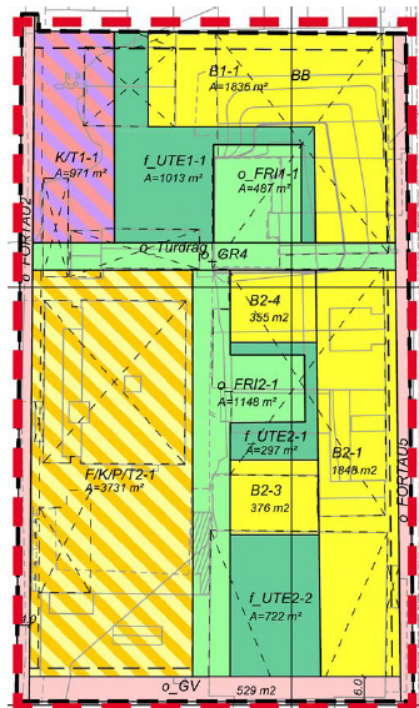 B1-1
A=1835 m²
BB
K/T1-1
A=971 m²
f_UTE1-1
A=1013 m²
o_FRI1-1
A=487 m²
o_FORTAU2
o_Turdrag
o_GR4
B2-4
355 m2
o_FRI2-1
A=1148 m²
f_UTE2-1
A=297 m²
B2-1
1848 m2
o_FORTAU5
F/K/P/T2-1
A=3731 m²
B2-3
376 m2
f_UTE2-2
A=722 m²
o_GV
529 m2
6.0